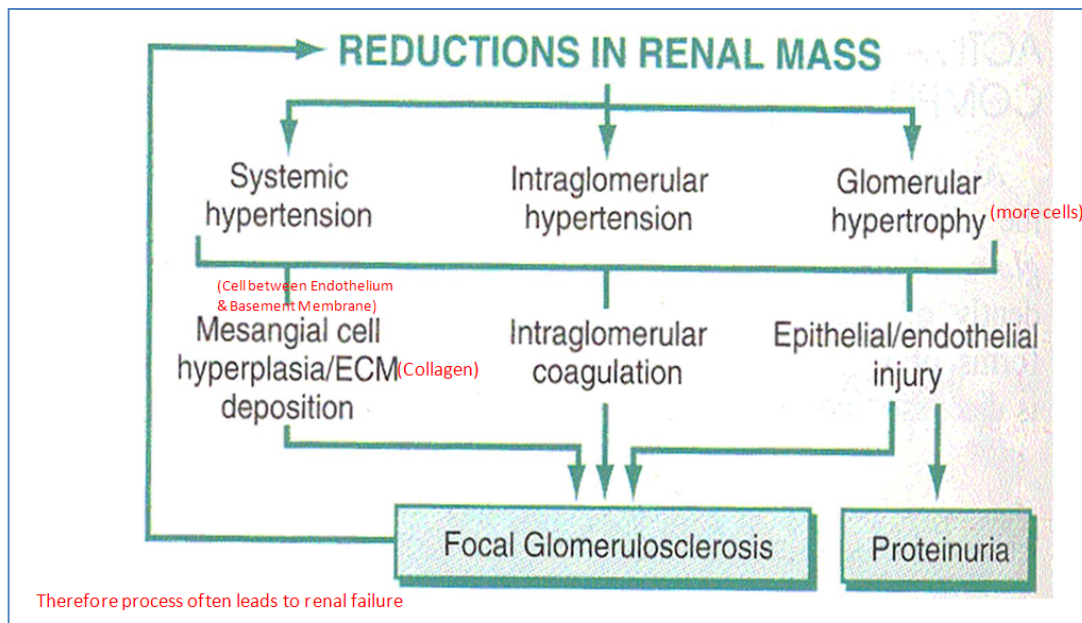 REDUCTIONS IN RENAL MASS
Systemic
hypertension
Intraglomerular
hypertension
Glomerular
hypertrophy (more cells)
(Cell between Endothelium
& Basement Membrane)
Mesangial cell
hyperplasia/ECM (Collagen)
deposition
Intraglomerular
coagulation
Epithelial/endothelial
injury
Focal Glomerulosclerosis
Proteinuria
Therefore process often leads to renal failure